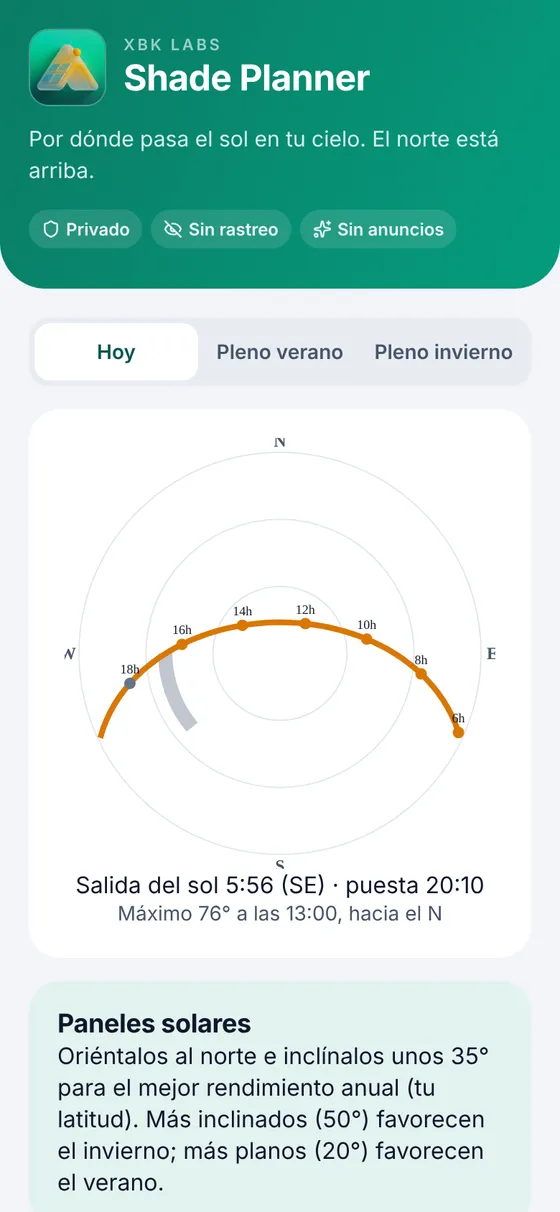 XBK LABS
Shade Planner
Por dónde pasa el sol en tu cielo. El norte está
arriba.
Privado
Sin rastreo
Sin anuncios
Hoy
Pleno verano
Pleno invierno
N
14h
12h
16h
10h
W
E
18h
8h
6h
S
Salida del sol 5:56 (SE) · puesta 20:10
Máximo 76° a las 13:00, hacia el N
Paneles solares
Oriéntalos al norte e inclínalos unos 35°
para el mejor rendimiento anual (tu
latitud). Más inclinados (50°) favorecen
el invierno; más planos (20°) favorecen
el verano.